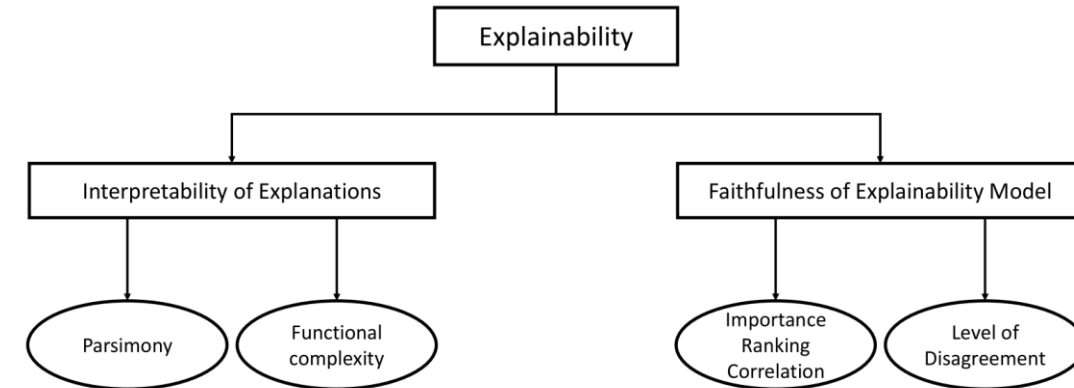 Explainability
Interpretability of Explanations
Faithfulness of Explainability Model
Parsimony
Functional
complexity
Importance
Ranking
Correlation
Level of
Disagreement